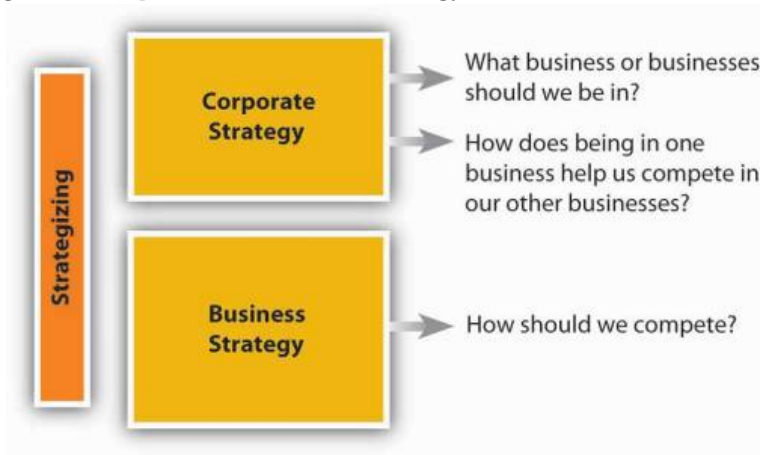 Strategizing
Corporate
Strategy
What business or businesses
should we be in?
How does being in one
business help us compete in
our other businesses?
Business
Strategy
How should we compete?